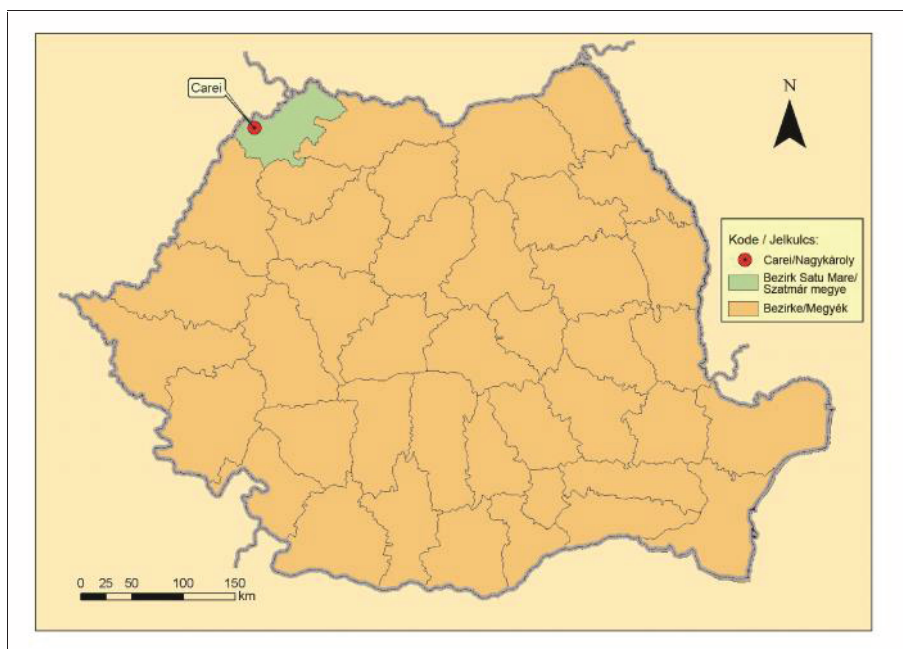 Carei
N
Kode / Jelkulcs:
Carei/Nagykároly
Bezirk Satu Mare/
Szatmár megye
Bezirke/Megyék
0 25 50 100 150
km